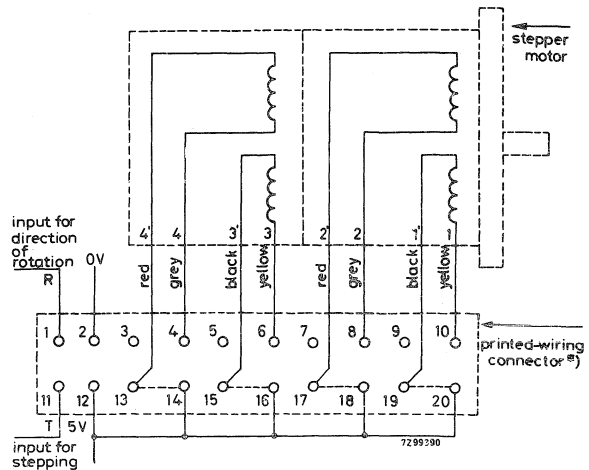 stepper
motor
4' 4 3' 3 2' 2 1' 1
red grey black yellow red grey black yellow
input for
direction
of
rotation
R
0V
1 2 3 4 5 6 7 8 9 10
printed-wiring
connector *)
11 12 13 14 15 16 17 18 19 20
T 5V
input for
stepping
7Z99390